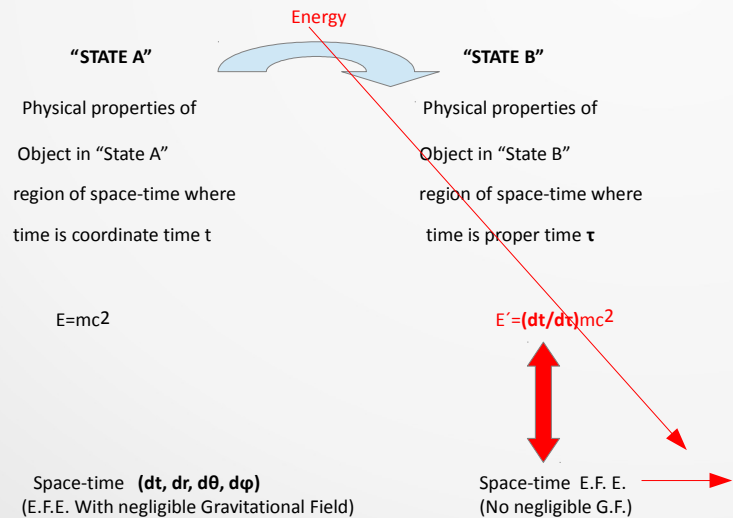 Energy
“STATE A”
Physical properties of
Object in “State A”
region of space-time where
time is coordinate time t
E=mc²
Space-time (dt, dr, dθ, dφ)
(E.F.E. With negligible Gravitational Field)
“STATE B”
Physical properties of
Object in “State B”
region of space-time where
time is proper time τ
E´=(dt/dτ)mc²
Space-time E.F. E.
(No negligible G.F.)